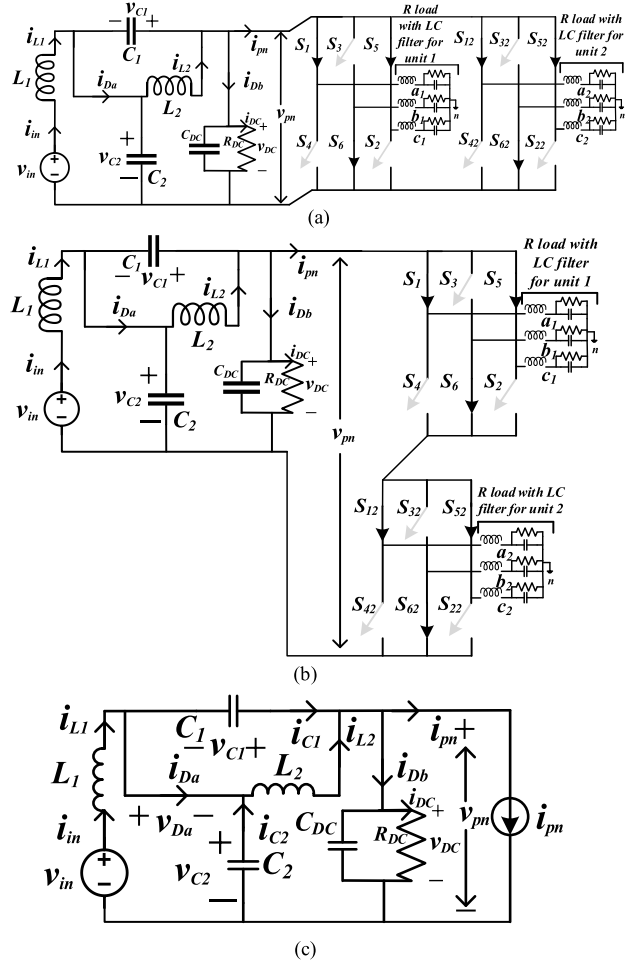 v_C1
− +
C_1
i_L1
i_pn
L_1
i_Da
i_L2
L_2
i_Db
i_in
v_in
+
v_C2
−
C_2
C_DC
i_DC
+
R_DC
v_DC
−
v_pn
S_1
S_3
S_5
R load
with LC
filter for
unit 1
S_12
S_32
S_52
R load with LC
filter for unit
2
a_1
b_1
c_1
n
a_2
b_2
c_2
n
S_4
S_6
S_2
S_42
S_62
S_22
(a)
i_L1
C_1
− v_C1 +
i_pn
L_1
i_Da
i_L2
L_2
i_Db
i_in
v_in
+
v_C2
−
C_2
C_DC
i_DC
+
R_DC
v_DC
−
v_pn
S_1
S_3
S_5
R load with
LC filter
for unit 1
a_1
b_1
c_1
n
S_4
S_6
S_2
S_12
S_32
S_52
R load with LC
filter for unit 2
a_2
b_2
c_2
n
S_42
S_62
S_22
(b)
i_L1
C_1
− v_C1 +
i_C1
i_L2
i_pn
+
L_1
i_Da
L_2
i_Db
+ v_Da −
i_in
v_in
i_C2
+
v_C2
−
C_2
C_DC
i_DC
+
R_DC
v_DC
−
v_pn
−
i_pn
(c)